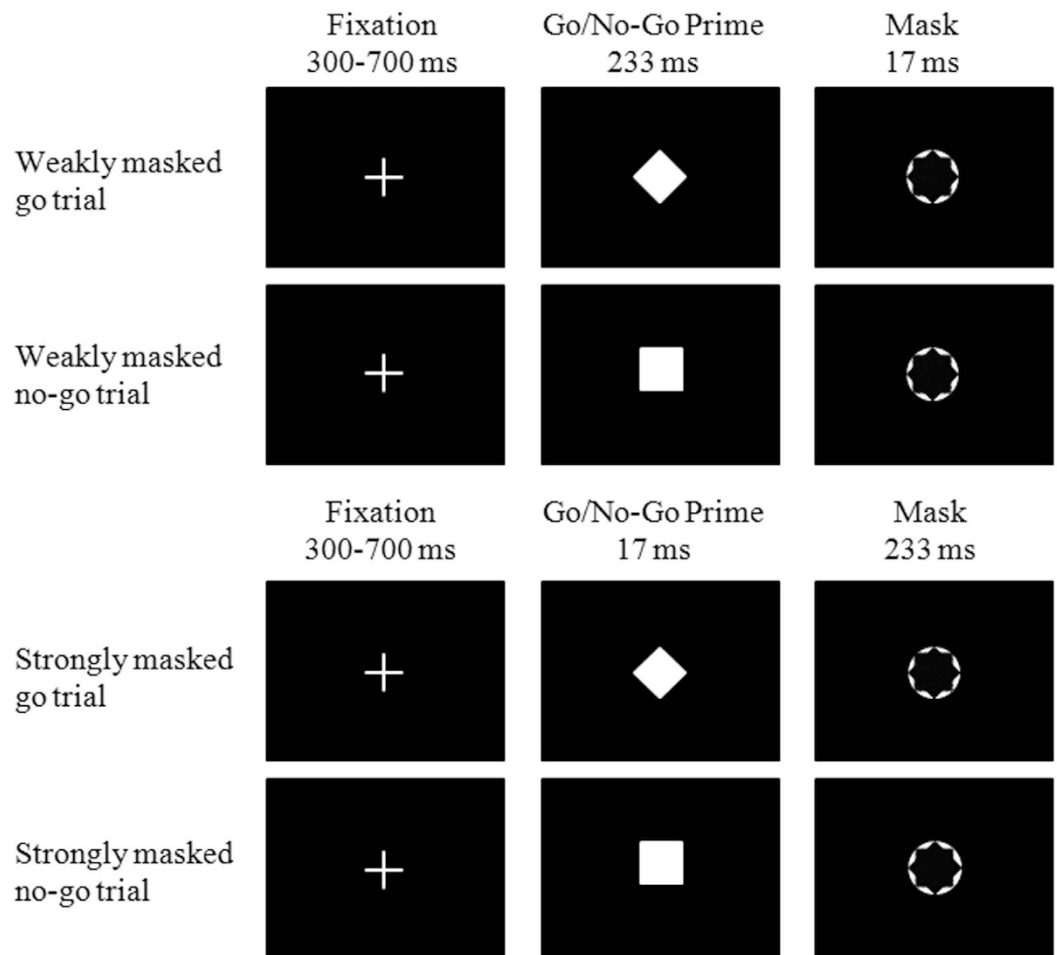 Fixation
300-700 ms
Go/No-Go Prime
233 ms
Mask
17 ms
Weakly masked
go trial
Weakly masked
no-go trial
Fixation
300-700 ms
Go/No-Go Prime
17 ms
Mask
233 ms
Strongly masked
go trial
Strongly masked
no-go trial